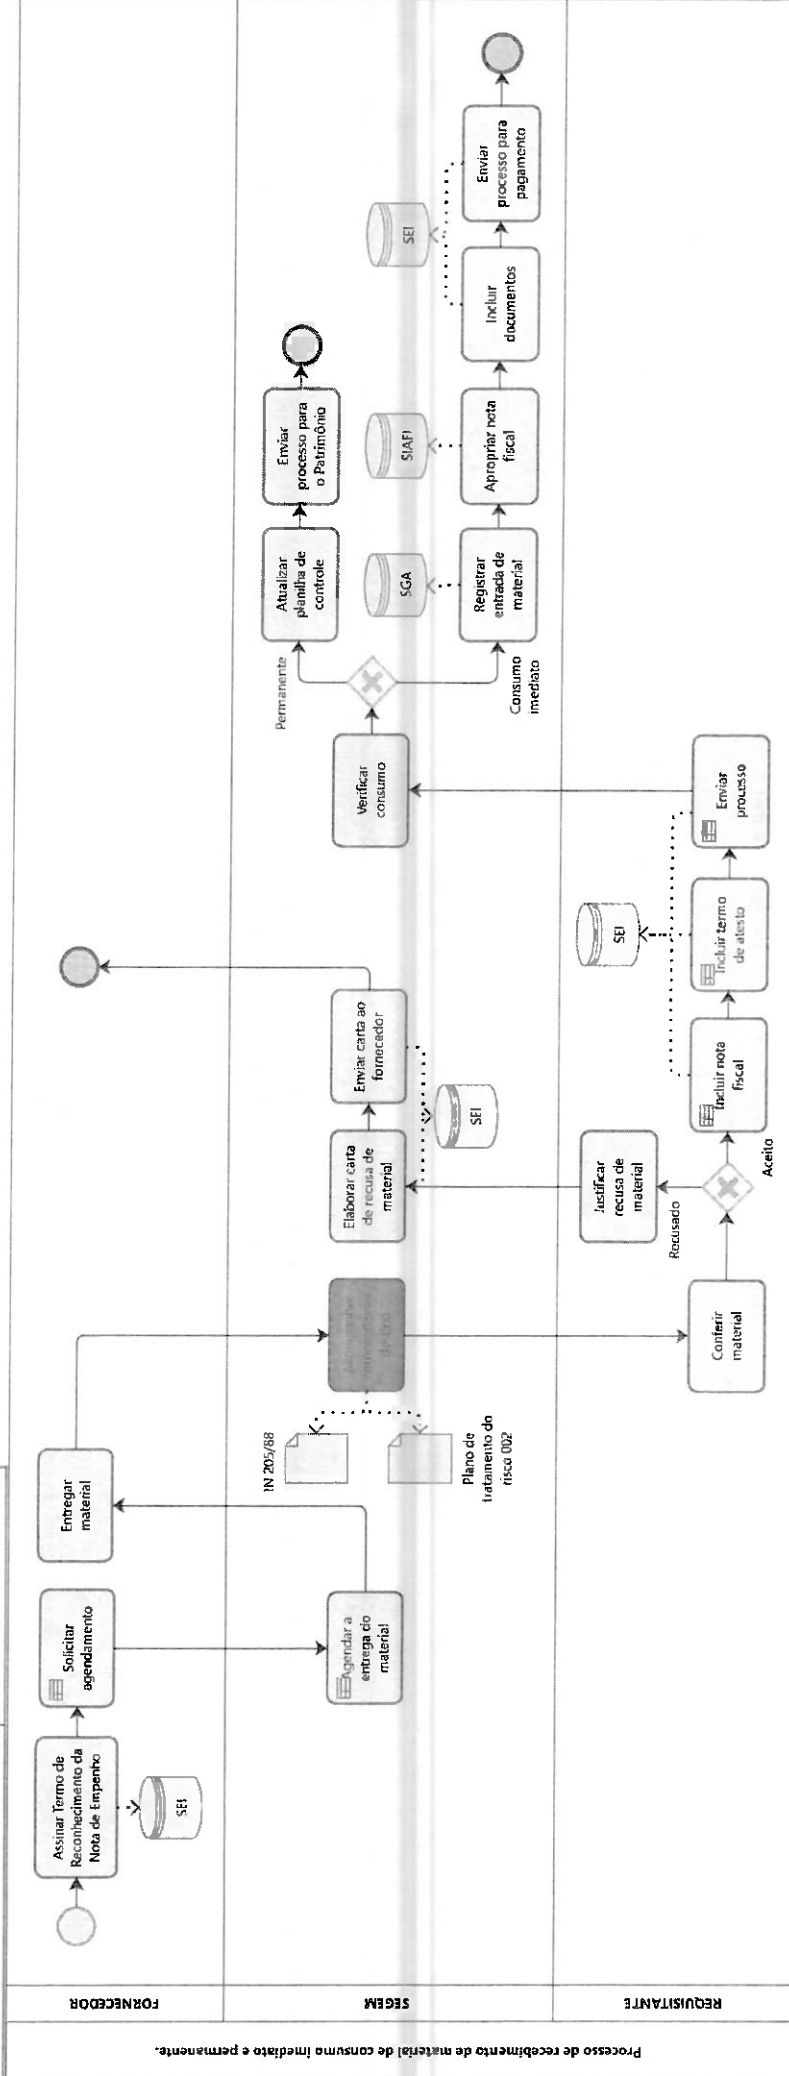 Processo de recebimento de material de consumo imediato e permanente.
FORNECEDOR
Assinar Termo de
Reconhecimento da
Nota de Empenho
SEI
Solicitar
agendamento
Entregar
material
SEGEM
Agendar a
entrega do
material
IN 205/88
Plano de
tratamento do
risco 002
Elaborar carta
de recusa de
material
Enviar carta ao
fornecedor
SEI
Verificar
consumo
Permanente
Atualizar
planilha de
controle
Enviar
processo para
o Patrimônio
Consumo
imediato
Registrar
entrada de
material
SGA
Apropriar nota
fiscal
SIAFI
Incluir
documentos
SEI
Enviar
processo para
pagamento
REQUISITANTE
Conferir
material
Recusado
Justificar
recusa de
material
Aceito
Incluir nota
fiscal
Incluir termo
de atesto
SEI
Enviar
processo